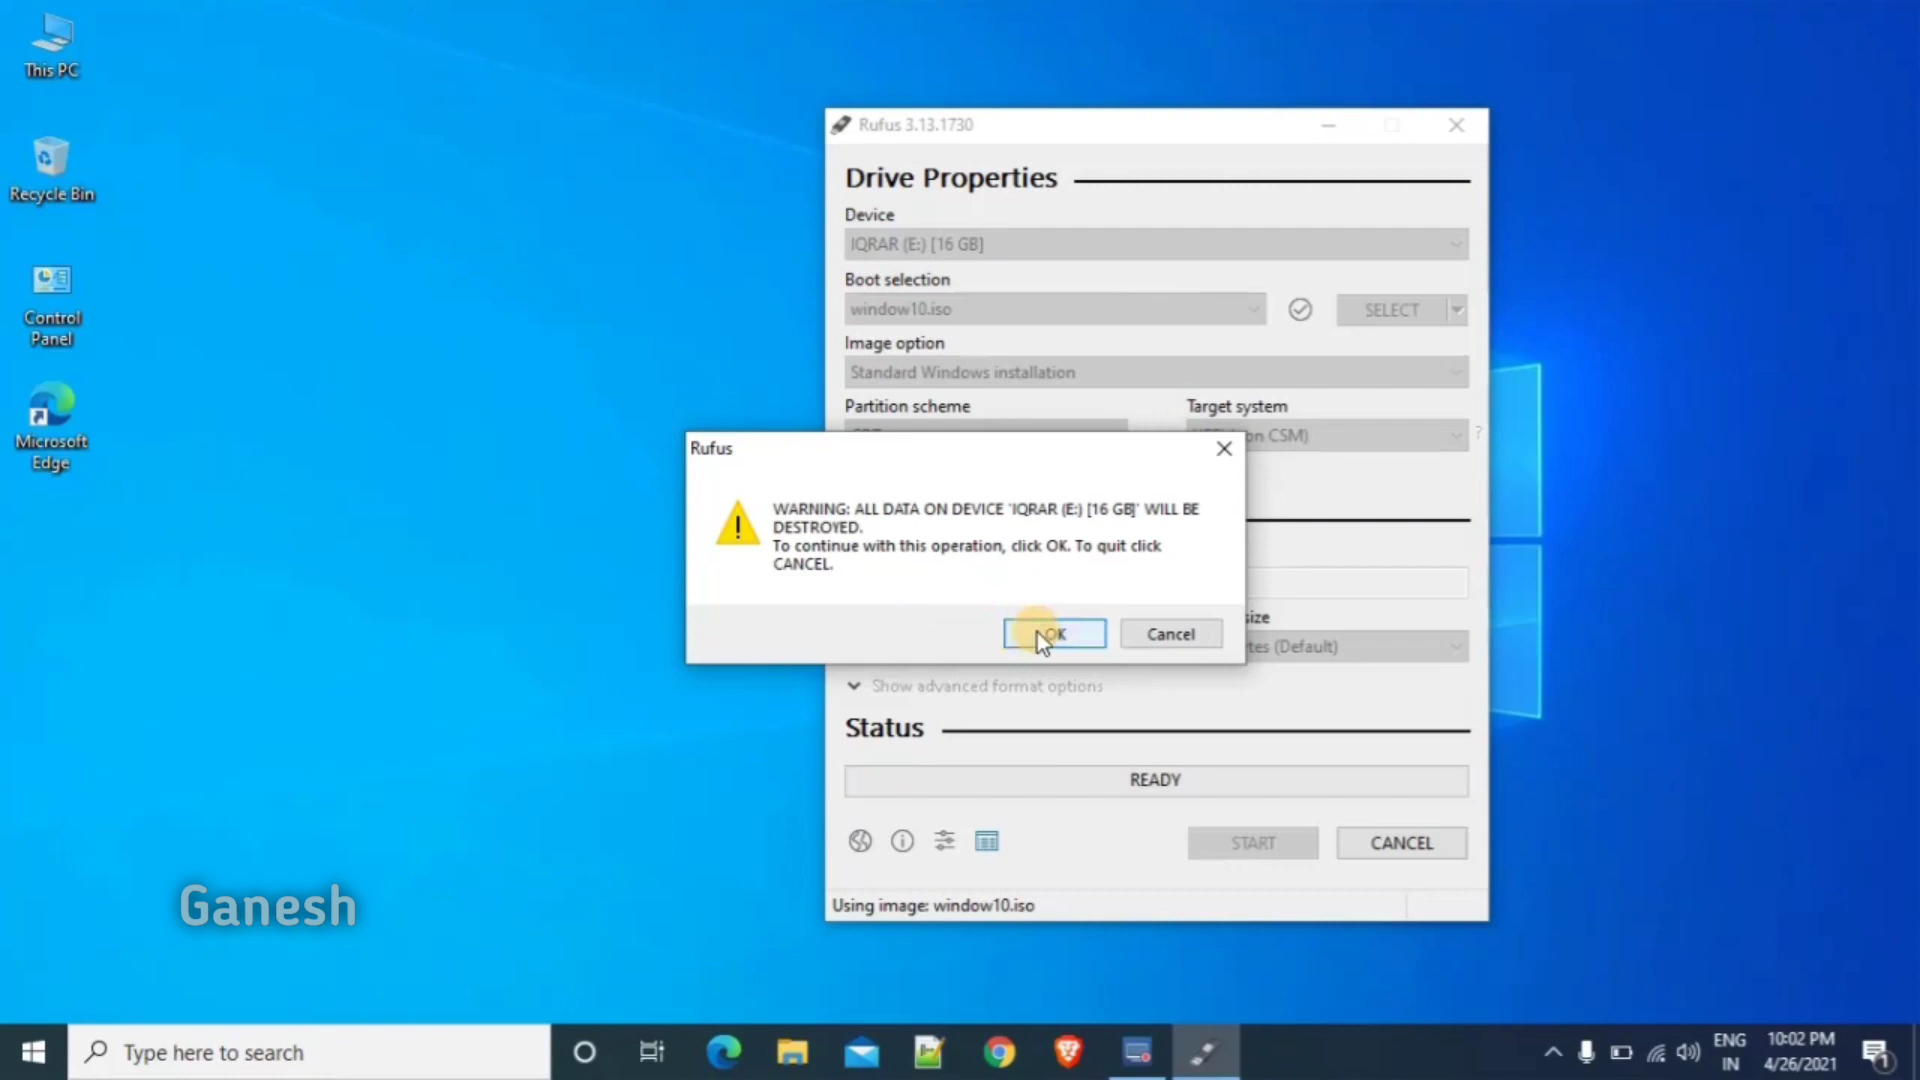 This PC
Recycle Bin
Control
Panel
Microsoft
Edge
Rufus 3.13.1730
Drive Properties
Device
IQRAR (E:) [16 GB]
Boot selection
window10.iso
SELECT
Image option
Standard Windows installation
Partition scheme
Target system
on CSM)
?
Rufus
WARNING: ALL DATA ON DEVICE 'IQRAR (E:) [16 GB]' WILL BE
DESTROYED.
To continue with this operation, click OK. To quit click
CANCEL.
OK
Cancel
size
tes (Default)
Show advanced format options
Status
READY
START
CANCEL
Using image: window10.iso
Ganesh
Type here to search
ENG
IN
10:02 PM
4/26/2021
1